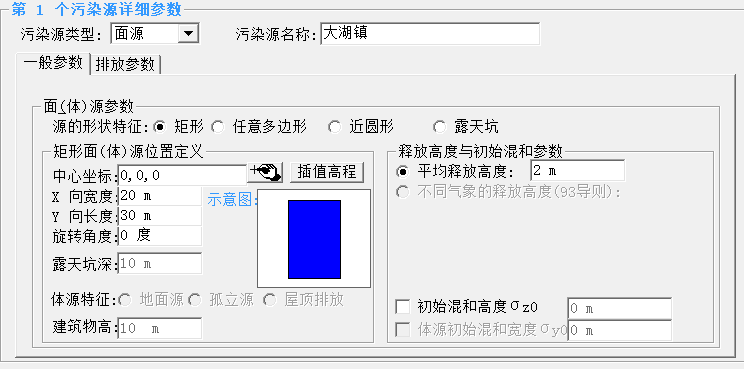 第 1 个污染源详细参数
污染源类型: 面源 污染源名称: 大湖镇
一般参数 排放参数
面(体)源参数
源的形状特征: 矩形 任意多边形 近圆形 露天坑
矩形面(体)源位置定义
中心坐标: 0,0,0 插值高程
X 向宽度: 20 m 示意图:
Y 向长度: 30 m
旋转角度: 0 度
露天坑深: 10 m
体源特征: 地面源 孤立源 屋顶排放
建筑物高: 10 m
释放高度与初始混和参数
平均释放高度: 2 m
不同气象的释放高度(93导则):
初始混和高度σz0 0 m
体源初始混和宽度σy0 0 m